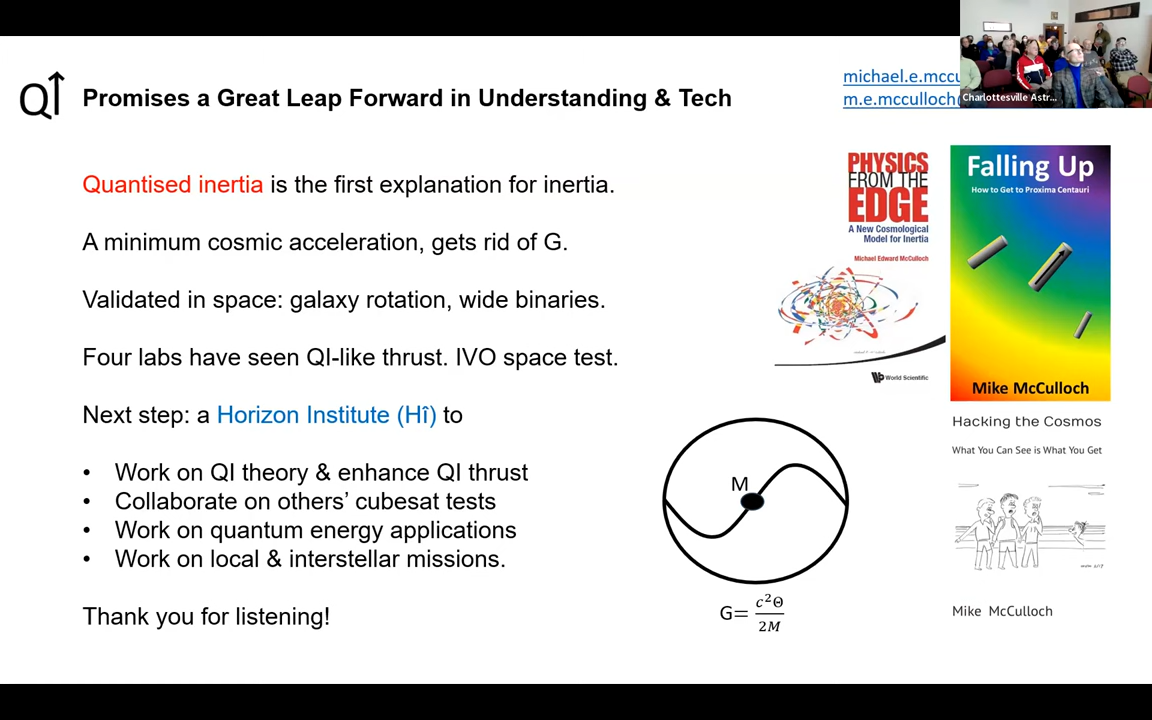 QI
Promises a Great Leap Forward in Understanding & Tech
michael.e.mccu
m.e.mcculloch
Charlottesville Astr...
Quantised inertia is the first explanation for inertia.
A minimum cosmic acceleration, gets rid of G.
Validated in space: galaxy rotation, wide binaries.
Four labs have seen QI-like thrust. IVO space test.
Next step: a Horizon Institute (Hî) to
• Work on QI theory & enhance QI thrust
• Collaborate on others' cubesat tests
• Work on quantum energy applications
• Work on local & interstellar missions.
Thank you for listening!
PHYSICS
FROM THE
EDGE
A New Cosmological
Model for Inertia
Michael Edward McCulloch
World Scientific
Falling Up
How to Get to Proxima Centauri
Mike McCulloch
M
G= c²Θ / 2M
Hacking the Cosmos
What You Can See is What You Get
Mike McCulloch